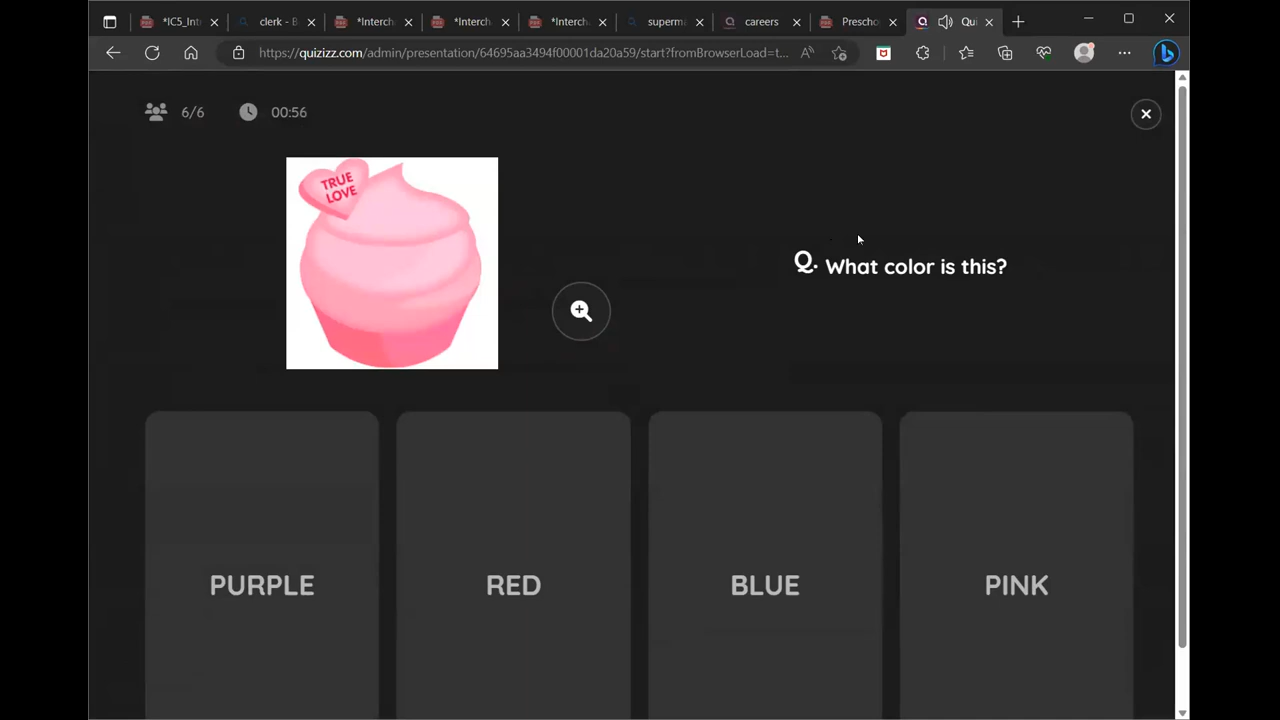 *IC5_Int
clerk - B
*Interch
*Interch
*Interch
superma
careers
Prescho
Qui
https://quizizz.com/admin/presentation/64695aa3494f00001da20a59/start?fromBrowserLoad=t...
6/6
00:56
TRUE
LOVE
Q. What color is this?
PURPLE
RED
BLUE
PINK